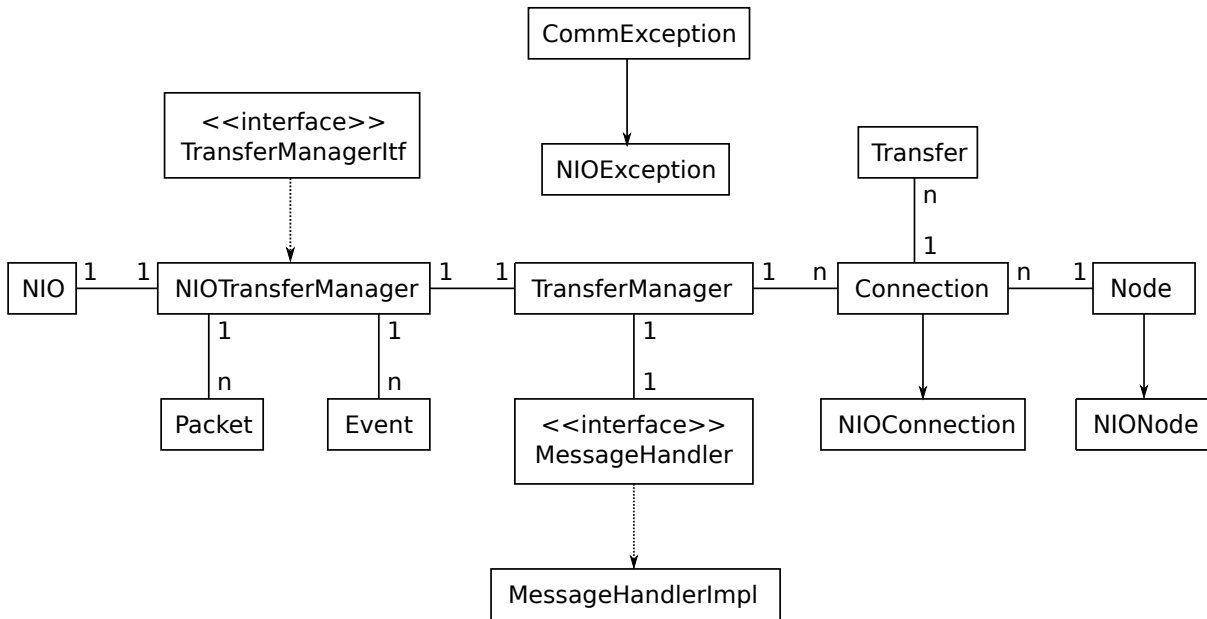 CommException
<<interface>>
TransferManagerItf
NIOException
Transfer
n
1
NIO
1
1
NIOTransferManager
1
1
TransferManager
1
n
Connection
n
1
Node
1
n
1
n
1
1
Packet
Event
<<interface>>
MessageHandler
NIOConnection
NIONode
MessageHandlerImpl